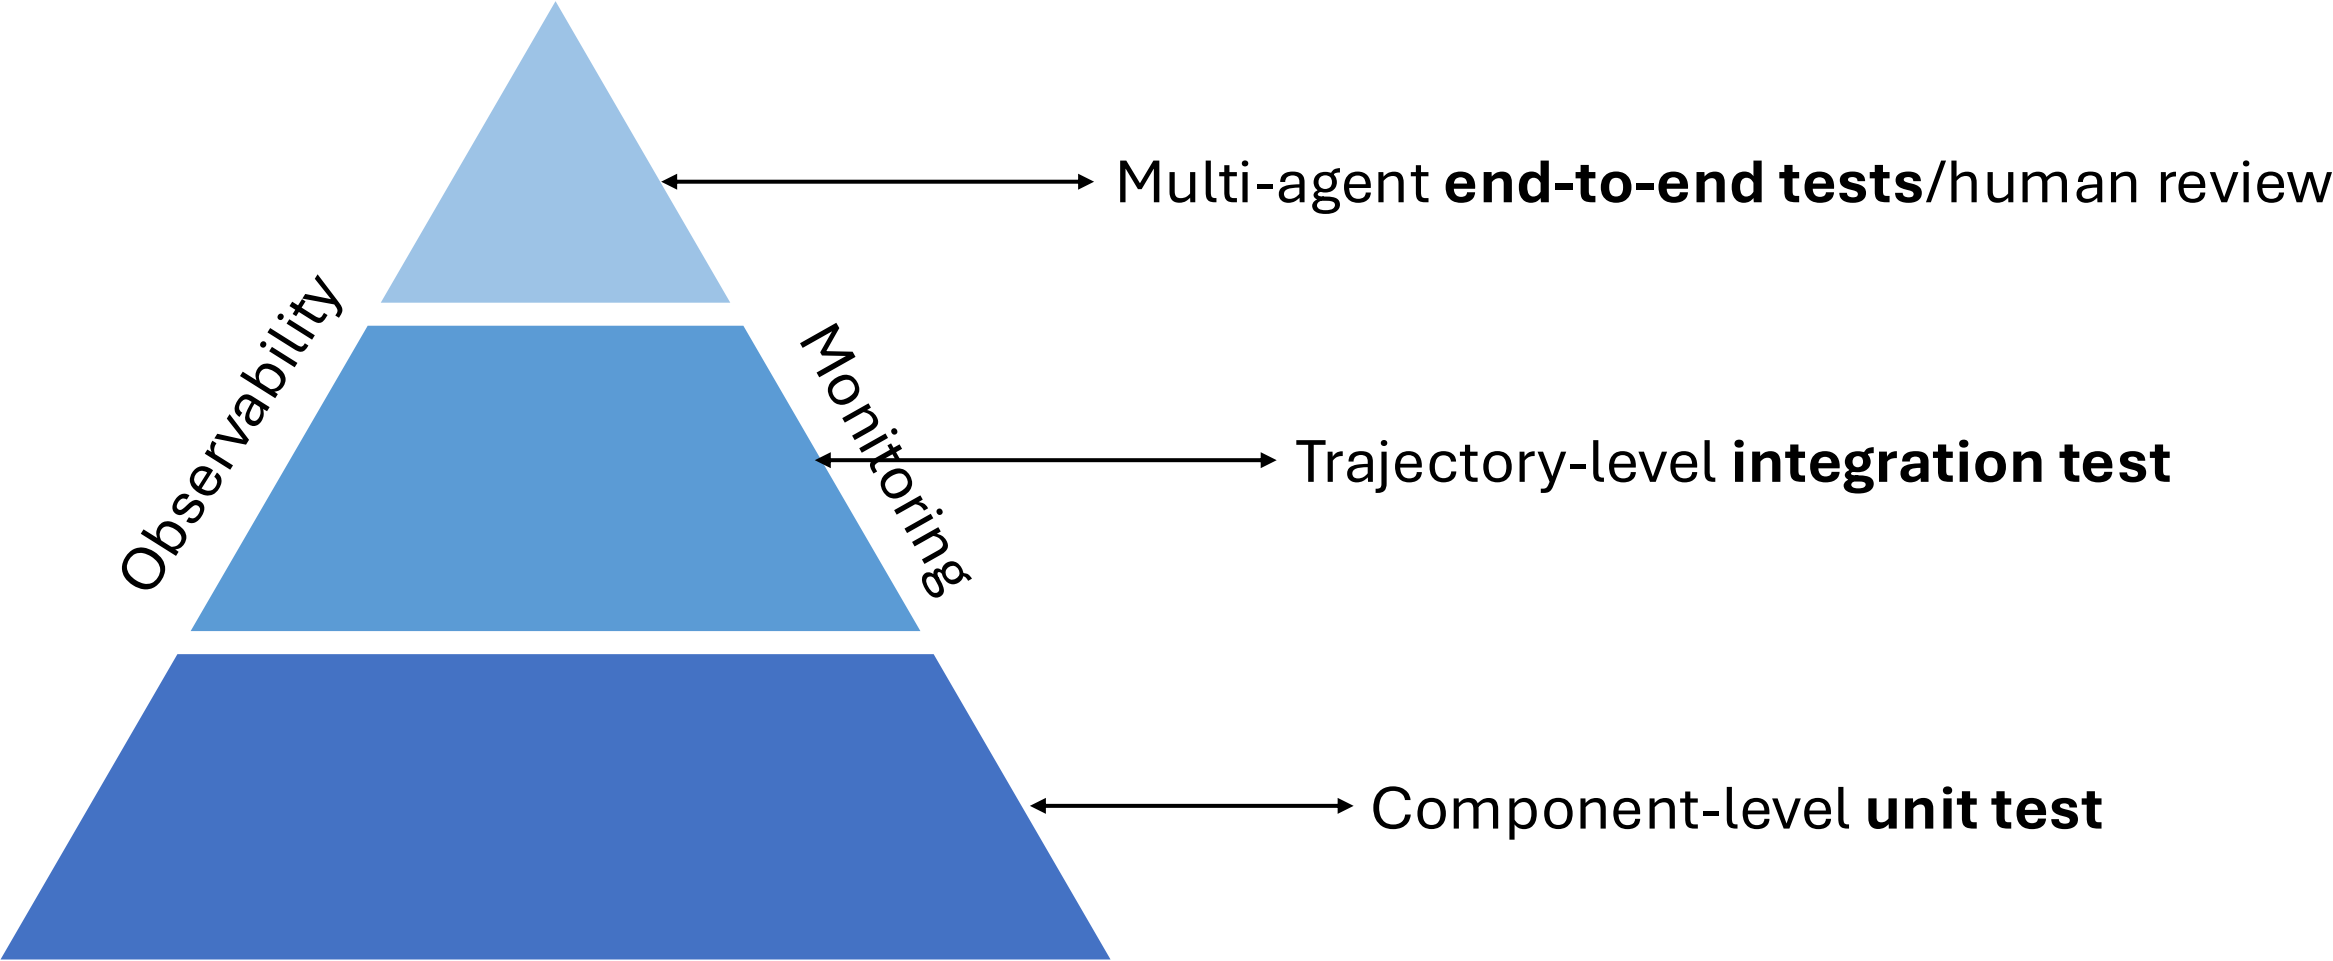 Multi-agent end-to-end tests/human review
Observability
Monitoring
Trajectory-level integration test
Component-level unit test